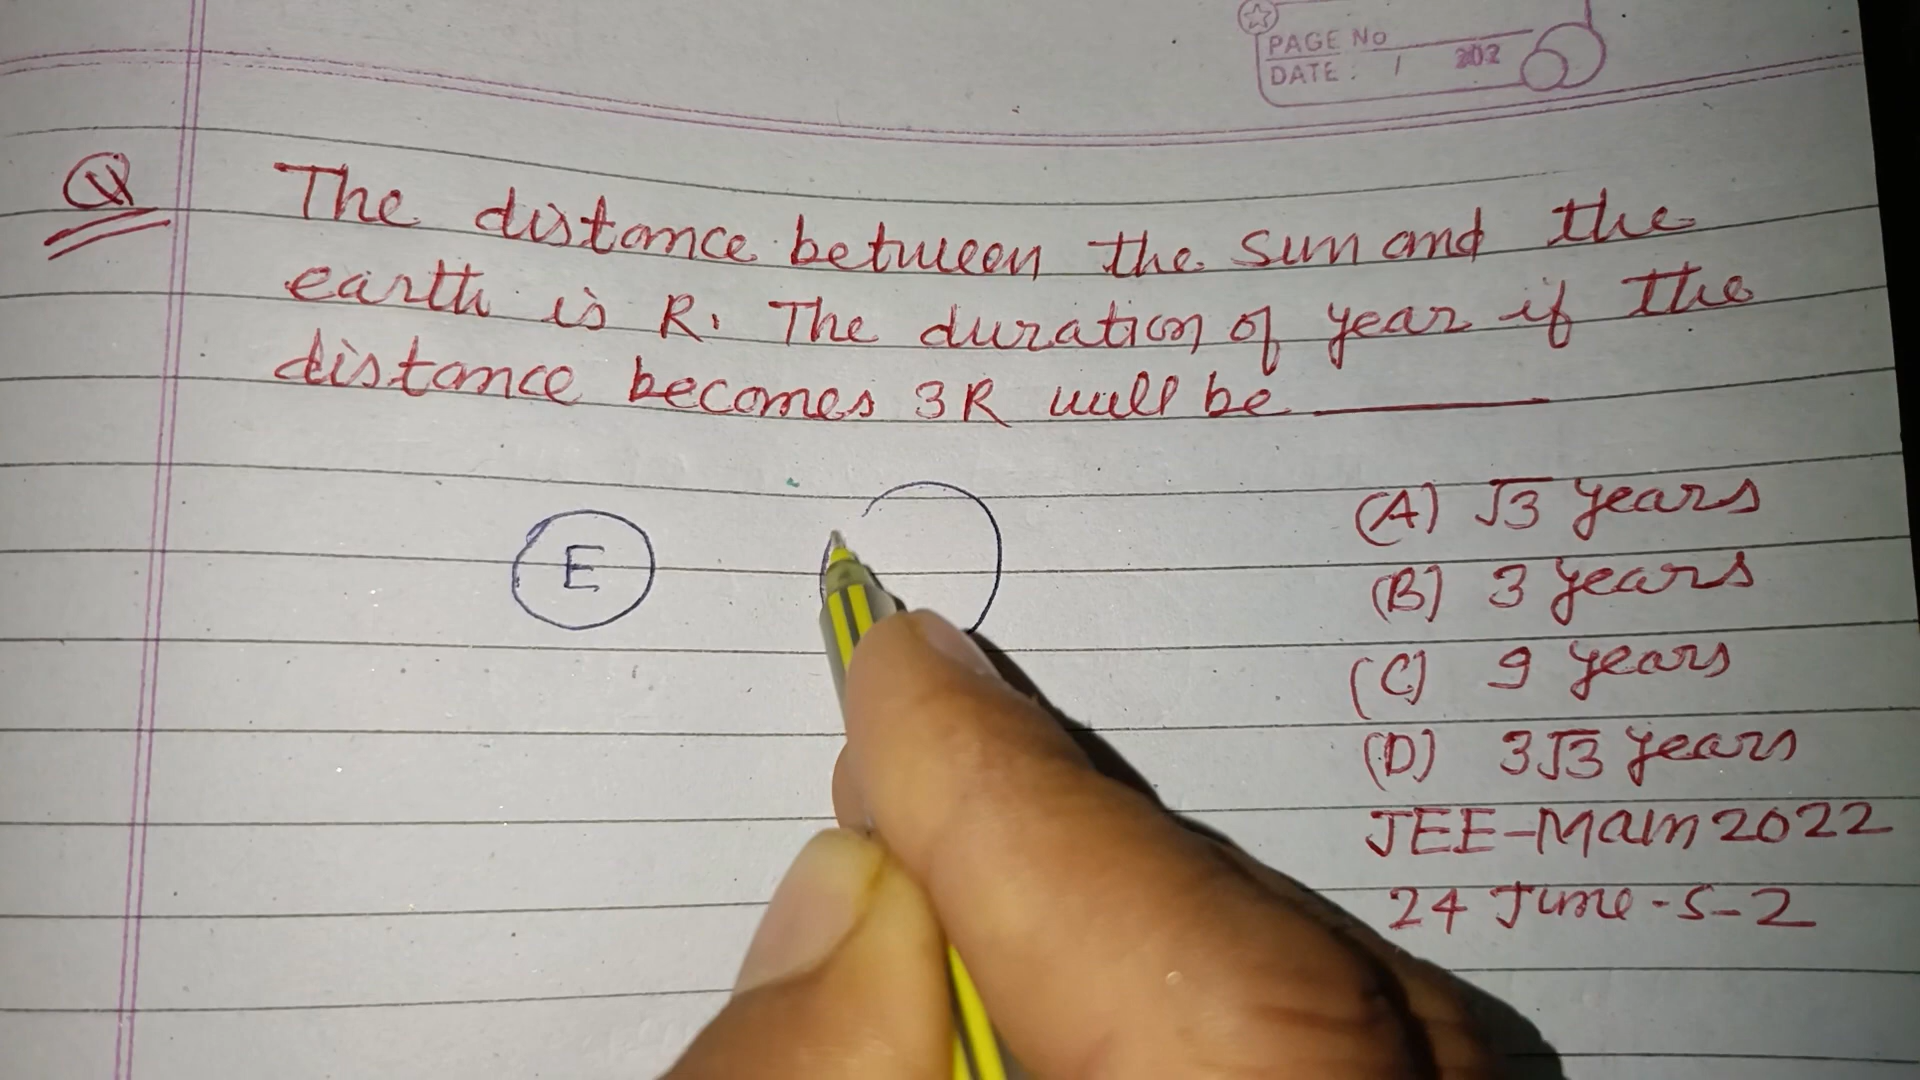 PAGE No
DATE : / 202
Q The distance between the sun and the
earth is R. The duration of year if the
distance becomes 3R will be
E
(A) √3 years
(B) 3 years
(C) 9 years
(D) 3√3 years
JEE-Main 2022
24 June-S-2